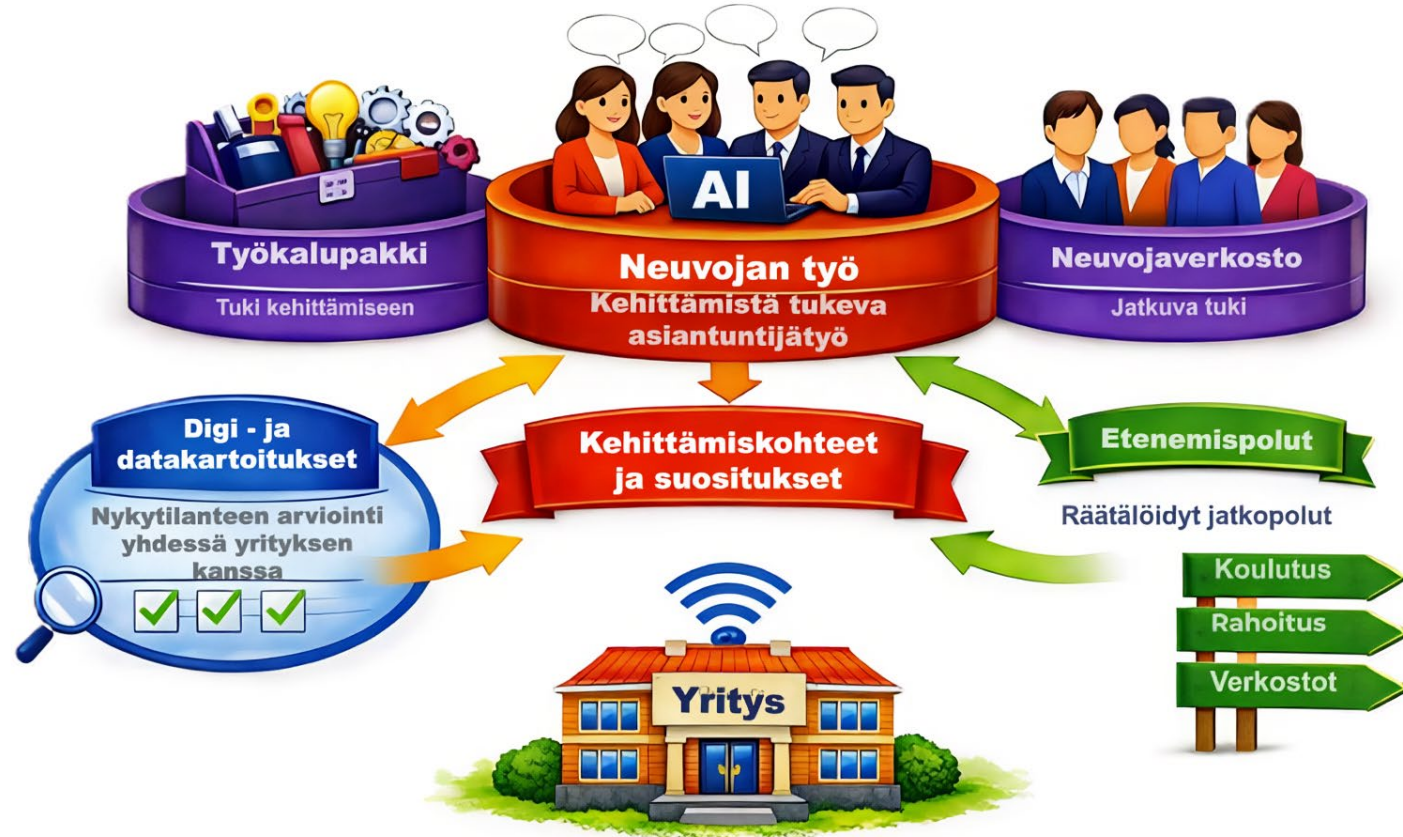 AI
Työkalupakki
Tuki kehittämiseen
Neuvojan työ
Kehittämistä tukeva
asiantuntijätyö
Neuvojaverkosto
Jatkuva tuki
Digi - ja
datakartoitukset
Nykytilanteen arviointi
yhdessä yrityksen
kanssa
Kehittämiskohteet
ja suositukset
Etenemispolut
Räätälöidyt jatkopolut
Koulutus
Rahoitus
Verkostot
Yritys